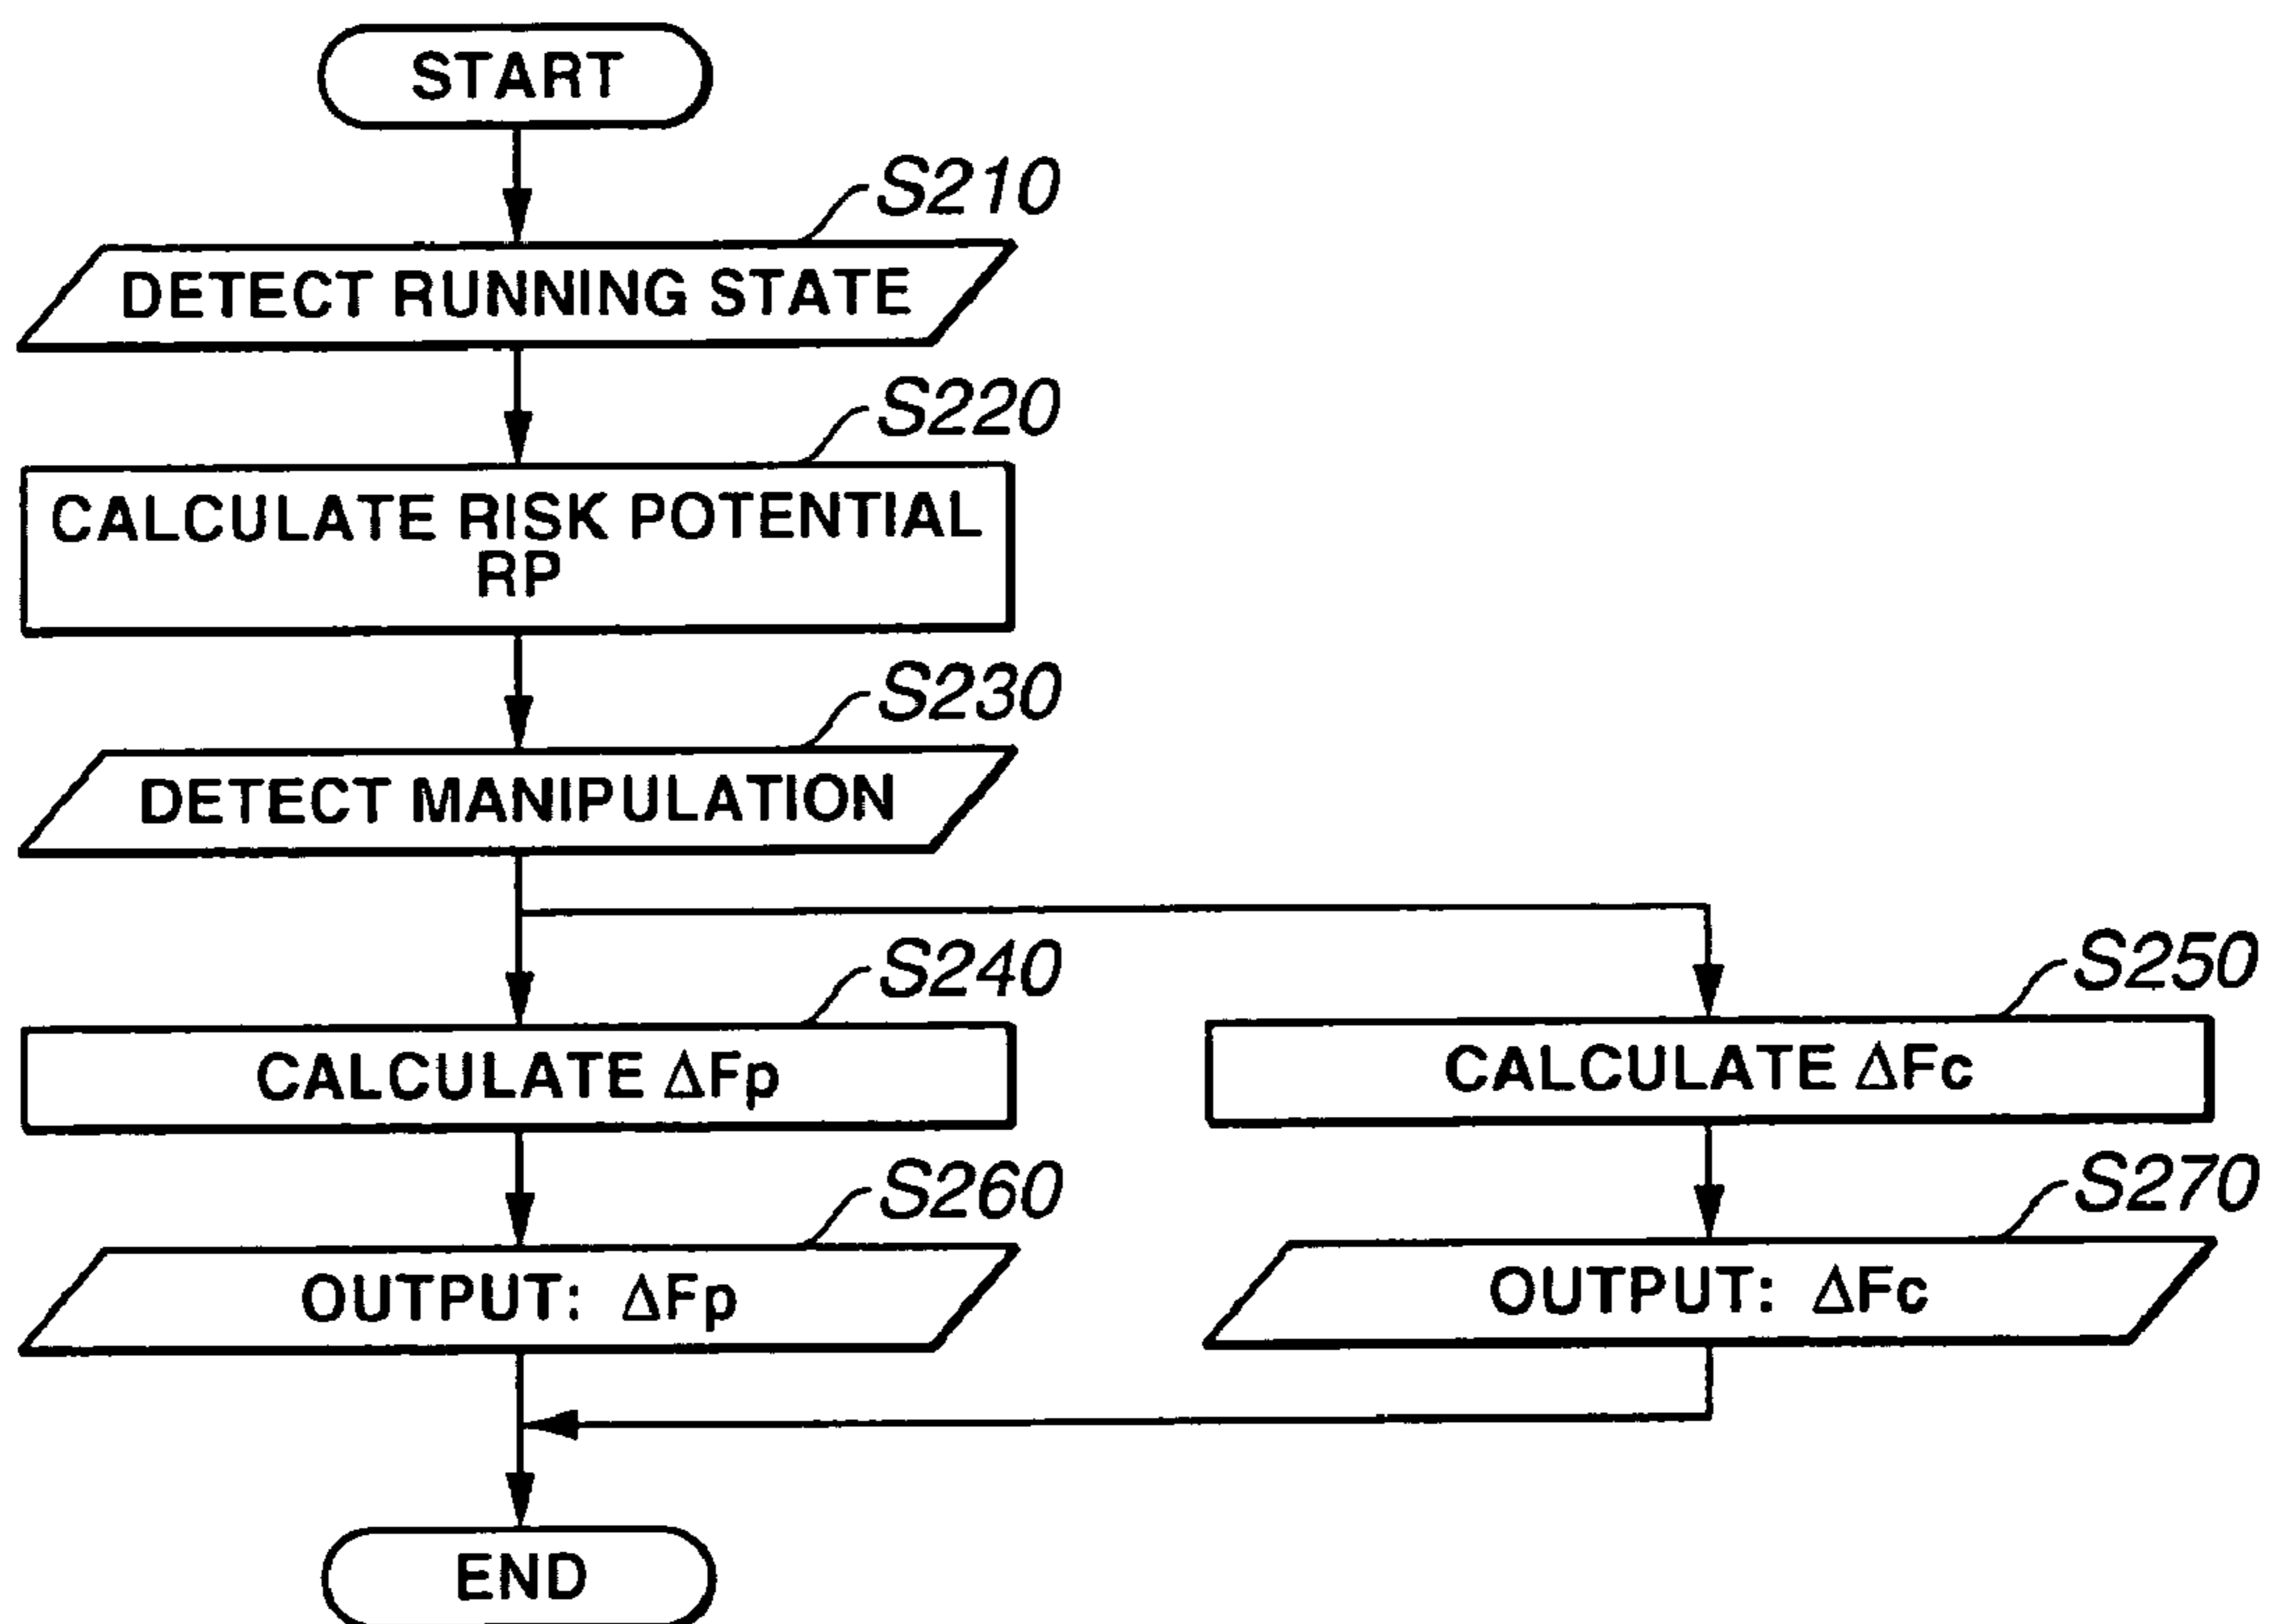 START
S210
DETECT RUNNING STATE
S220
CALCULATE RISK POTENTIAL
RP
S230
DETECT MANIPULATION
S240
CALCULATE ΔFp
S250
CALCULATE ΔFc
S260
OUTPUT: ΔFp
S270
OUTPUT: ΔFc
END